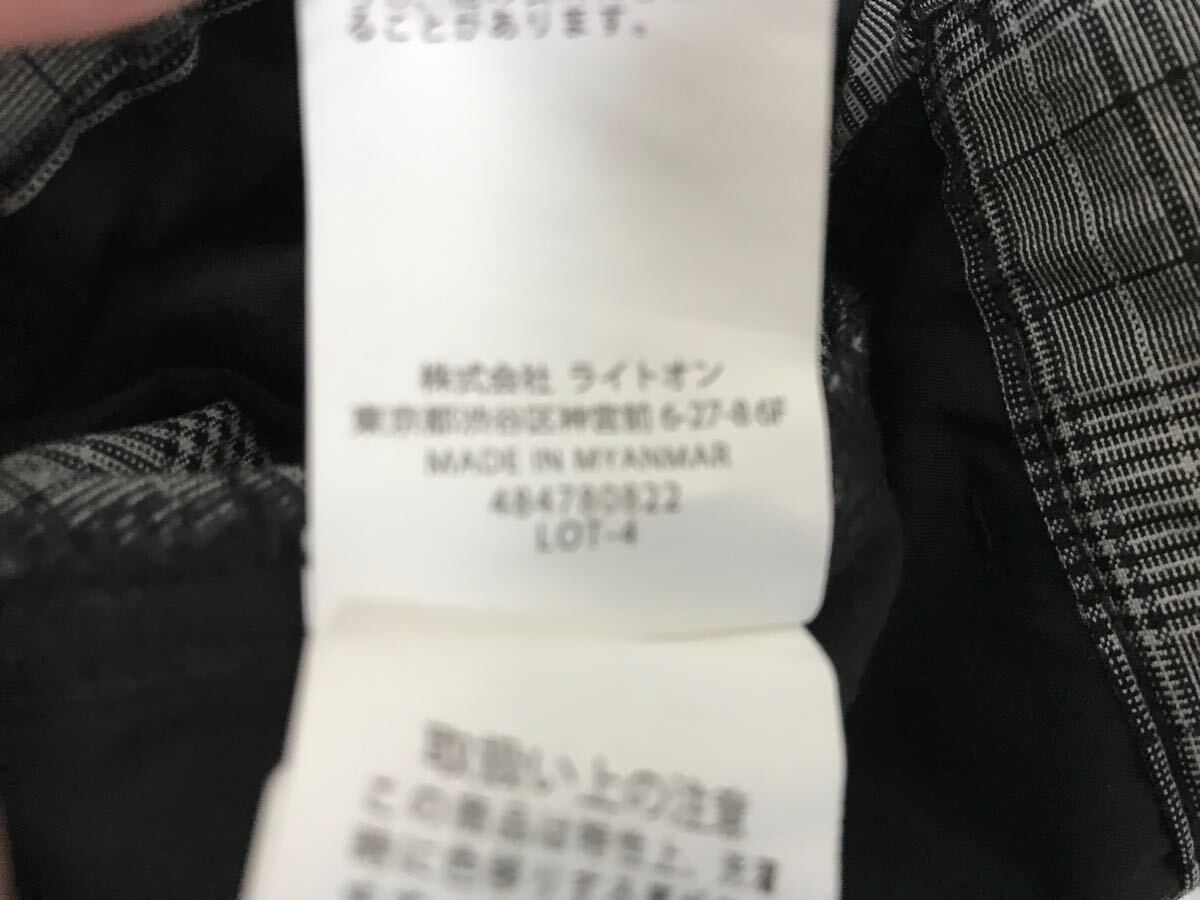 ることがあります。
株式会社 ライトオン
東京都渋谷区神宮前 6-27-8 6F
MADE IN MYANMAR
484780822
LOT-4
取扱い上の注意
この商品は特性上、